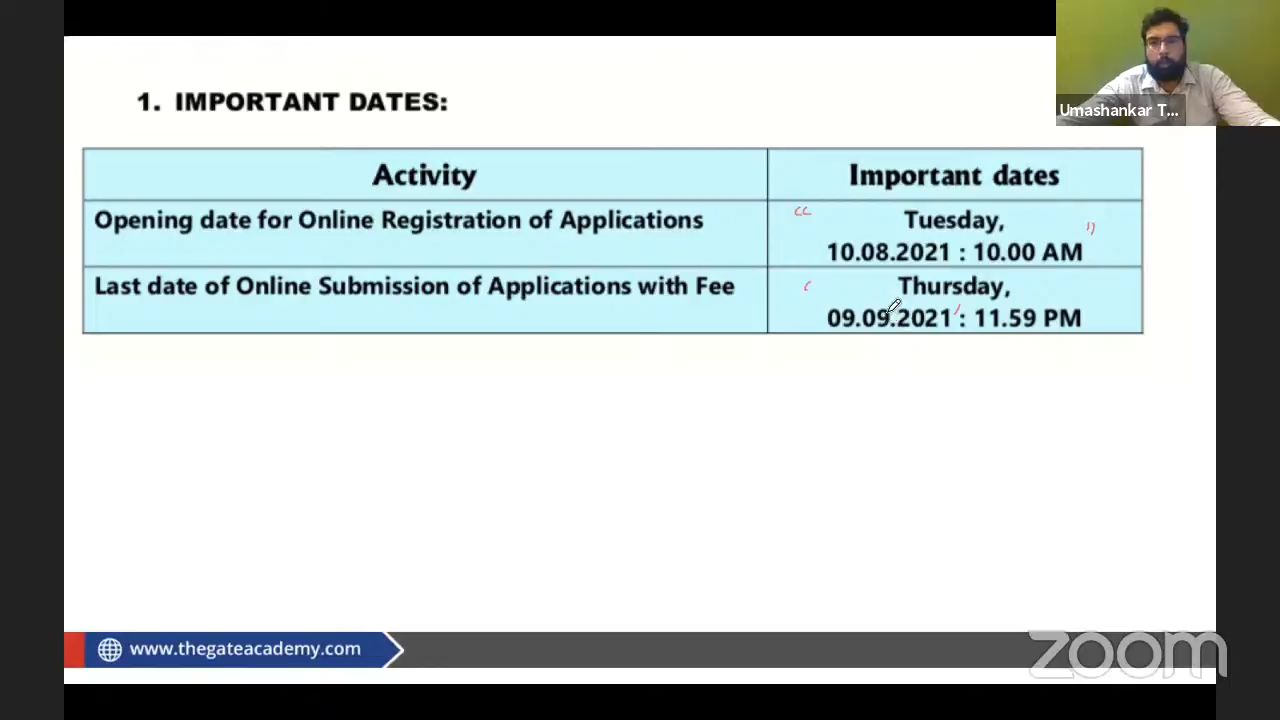 1. IMPORTANT DATES:
Umashankar T...
Activity
Important dates
Opening date for Online Registration of Applications
Tuesday,
10.08.2021 : 10.00 AM
Last date of Online Submission of Applications with Fee
Thursday,
09.09.2021 : 11.59 PM
www.thegateacademy.com
zoom